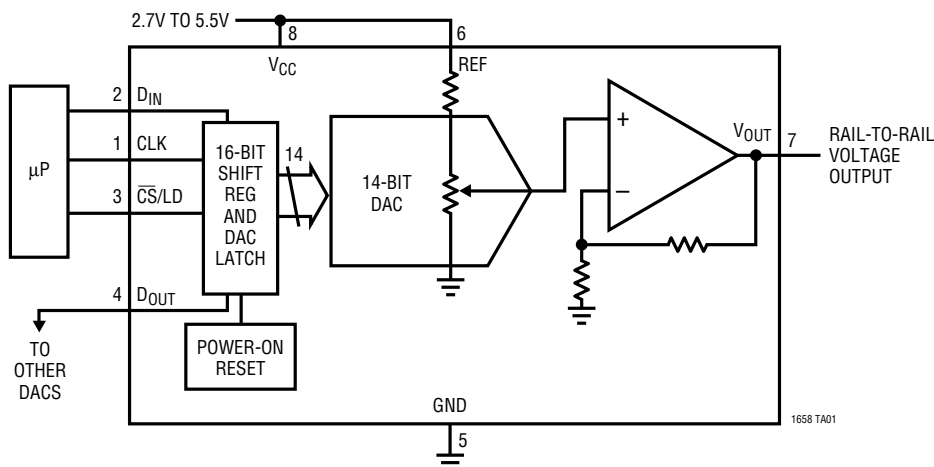 2.7V TO 5.5V
8
6
VCC
REF
2
DIN
1
CLK
3
CS/LD
µP
16-BIT
SHIFT
REG
AND
DAC
LATCH
14
14-BIT
DAC
+
–
VOUT
7
RAIL-TO-RAIL
VOLTAGE
OUTPUT
4
DOUT
TO
OTHER
DACS
POWER-ON
RESET
GND
5
1658 TA01